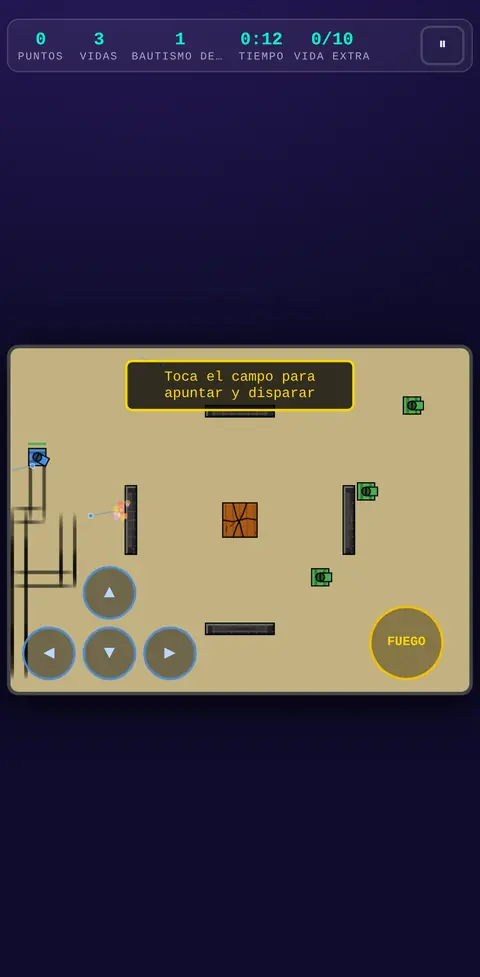 0 3 1 0:12 0/10
PUNTOS VIDAS BAUTISMO DE… TIEMPO VIDA EXTRA
Toca el campo para
apuntar y disparar
FUEGO